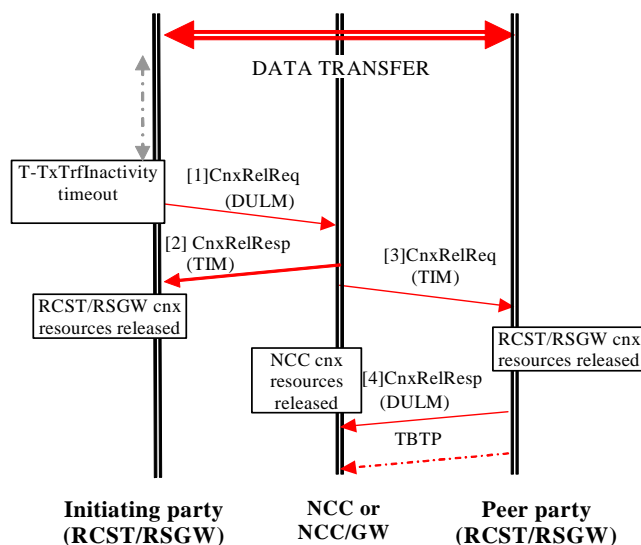 DATA TRANSFER
T-TxTrfInactivity
timeout
[1]CnxRelReq
(DULM)
[2] CnxRelResp
(TIM)
[3]CnxRelReq
(TIM)
RCST/RSGW cnx
resources released
RCST/RSGW cnx
resources released
NCC cnx
resources
released
[4]CnxRelResp
(DULM)
TBTP
Initiating party
(RCST/RSGW)
NCC or
NCC/GW
Peer party
(RCST/RSGW)